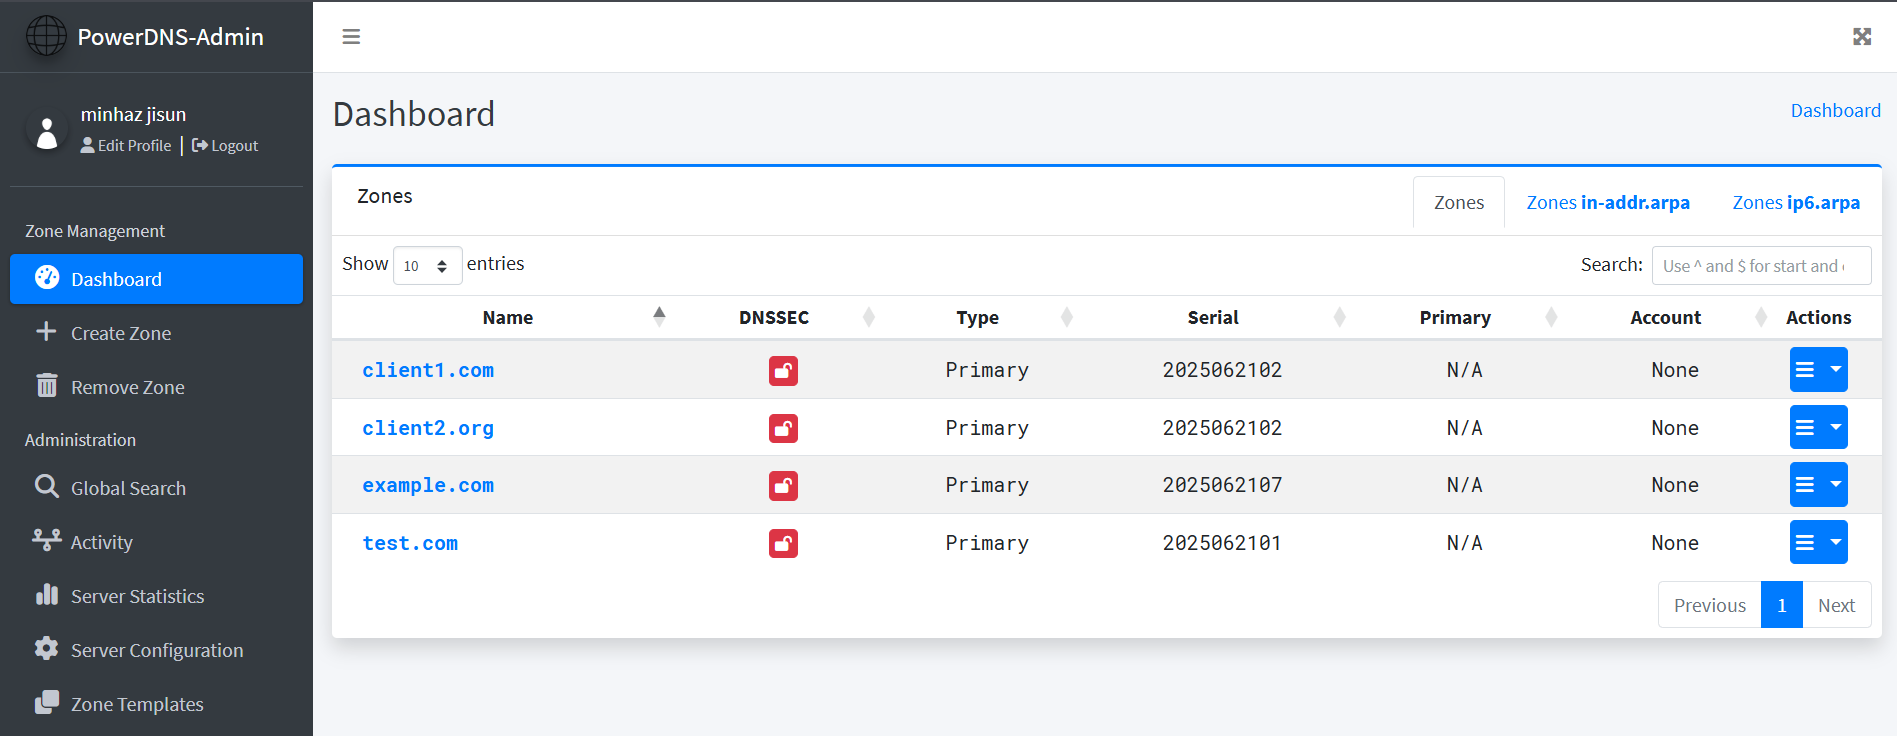 PowerDNS-Admin
minhaz jisun
Edit Profile | Logout
Zone Management
Dashboard
Create Zone
Remove Zone
Administration
Global Search
Activity
Server Statistics
Server Configuration
Zone Templates
Dashboard
Dashboard
Zones
Zones Zones in-addr.arpa Zones ip6.arpa
Show 10 entries
Search: Use ^ and $ for start and
Name DNSSEC Type Serial Primary Account Actions
client1.com Primary 2025062102 N/A None
client2.org Primary 2025062102 N/A None
example.com Primary 2025062107 N/A None
test.com Primary 2025062101 N/A None
Previous 1 Next